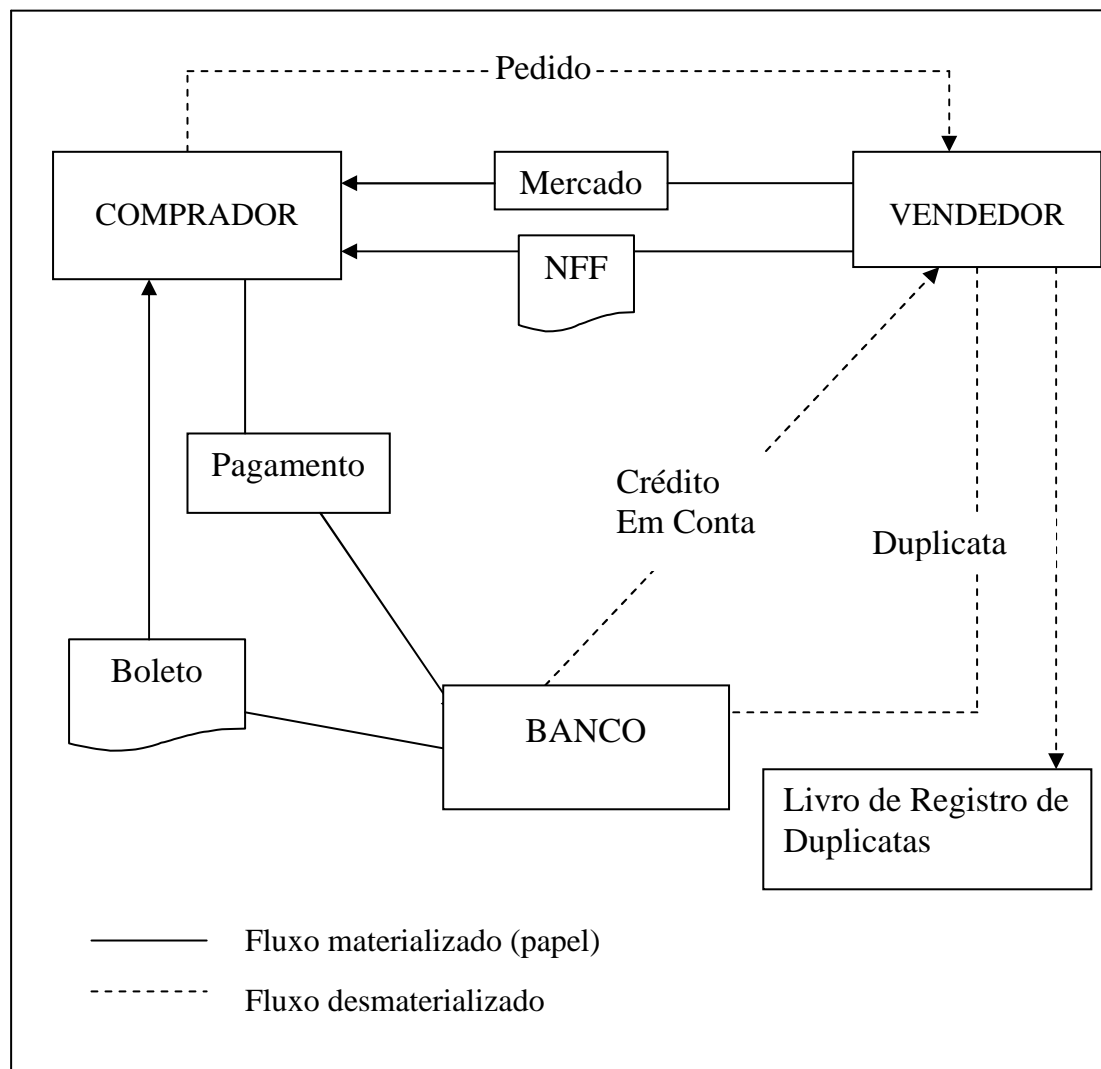 Pedido
COMPRADOR
Mercado
VENDEDOR
NFF
Pagamento
Crédito
Em Conta
Duplicata
Boleto
BANCO
Livro de Registro de
Duplicatas
Fluxo materializado (papel)
Fluxo desmaterializado